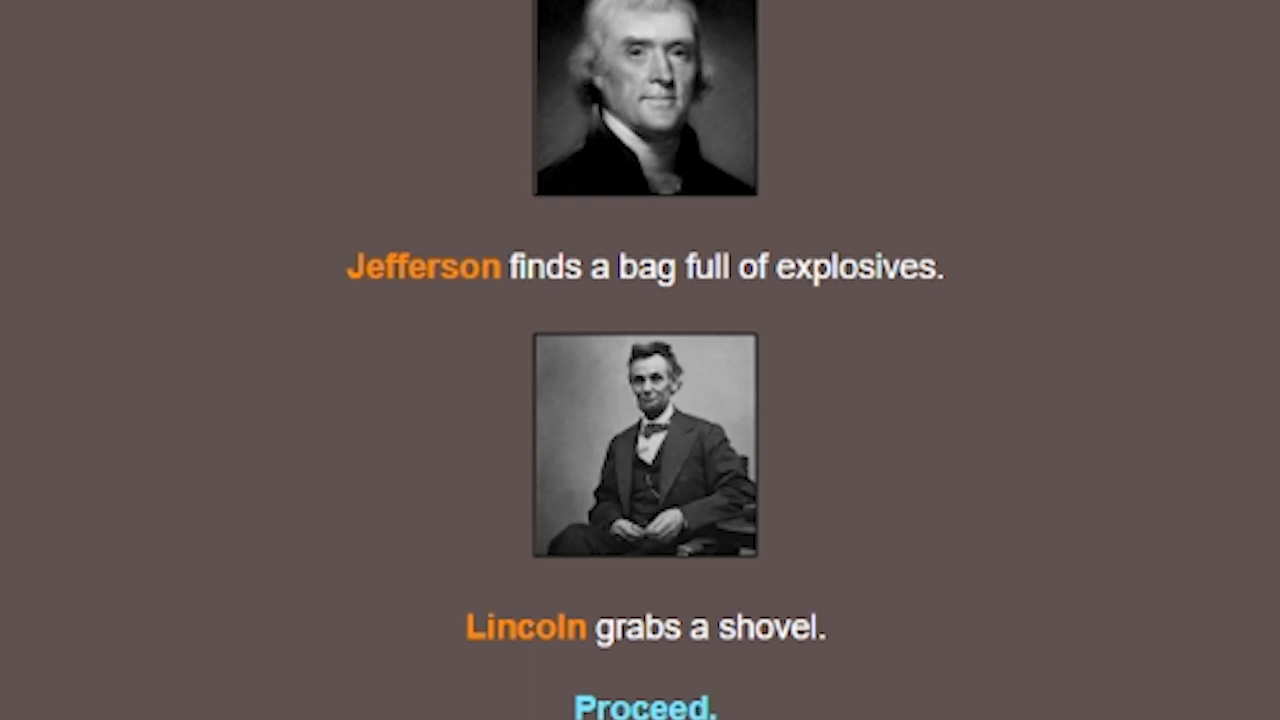 Jefferson finds a bag full of explosives.
Lincoln grabs a shovel.
Proceed.